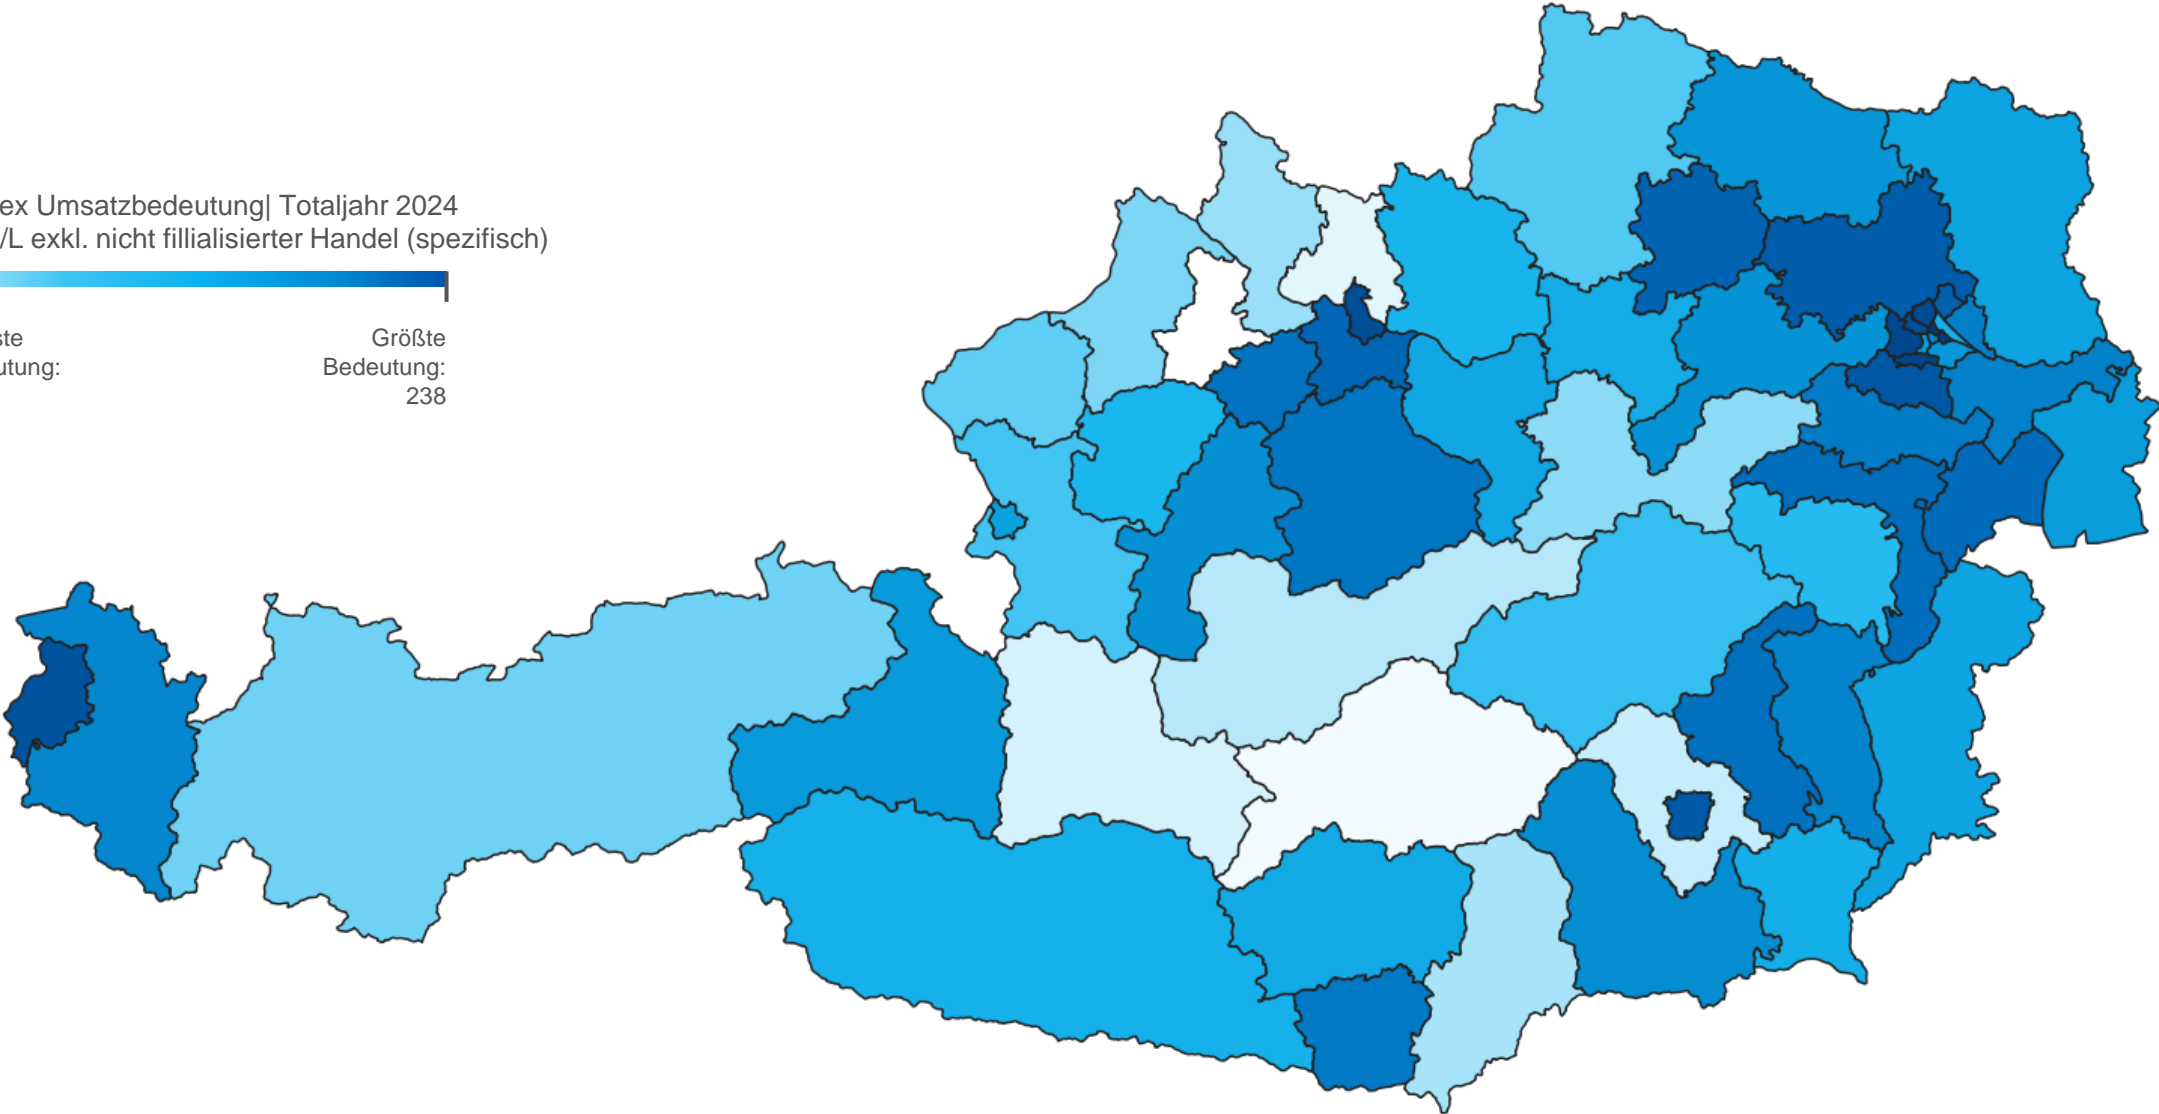 ex Umsatzbedeutung| Totaljahr 2024
/L exkl. nicht fillialisierter Handel (spezifisch)
ste
utung:
Größte
Bedeutung:
238